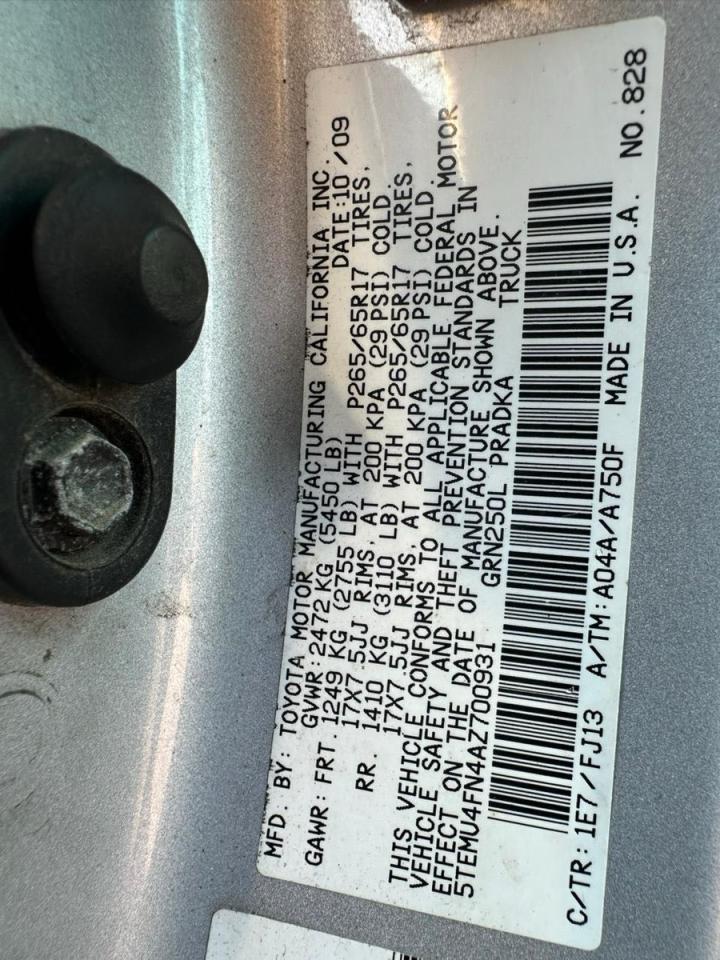 MFD. BY: TOYOTA MOTOR MANUFACTURING CALIFORNIA INC.
GVWR: 2472 KG (5450 LB) DATE: 10 / 09
GAWR: FRT. 1249 KG (2755 LB) WITH P265/65R17 TIRES,
17X7.5JJ RIMS, AT 200 KPA (29 PSI) COLD.
RR. 1410 KG (3110 LB) WITH P265/65R17 TIRES,
17X7.5JJ RIMS, AT 200 KPA (29 PSI) COLD.
THIS VEHICLE CONFORMS TO ALL APPLICABLE FEDERAL MOTOR
VEHICLE SAFETY AND THEFT PREVENTION STANDARDS IN
EFFECT ON THE DATE OF MANUFACTURE SHOWN ABOVE.
5TEMU4FN4AZ700931 GRN250L PRADKA TRUCK
C/TR: 1E7/FJ13 A/TM: A04A/A750F MADE IN U.S.A. NO. 828